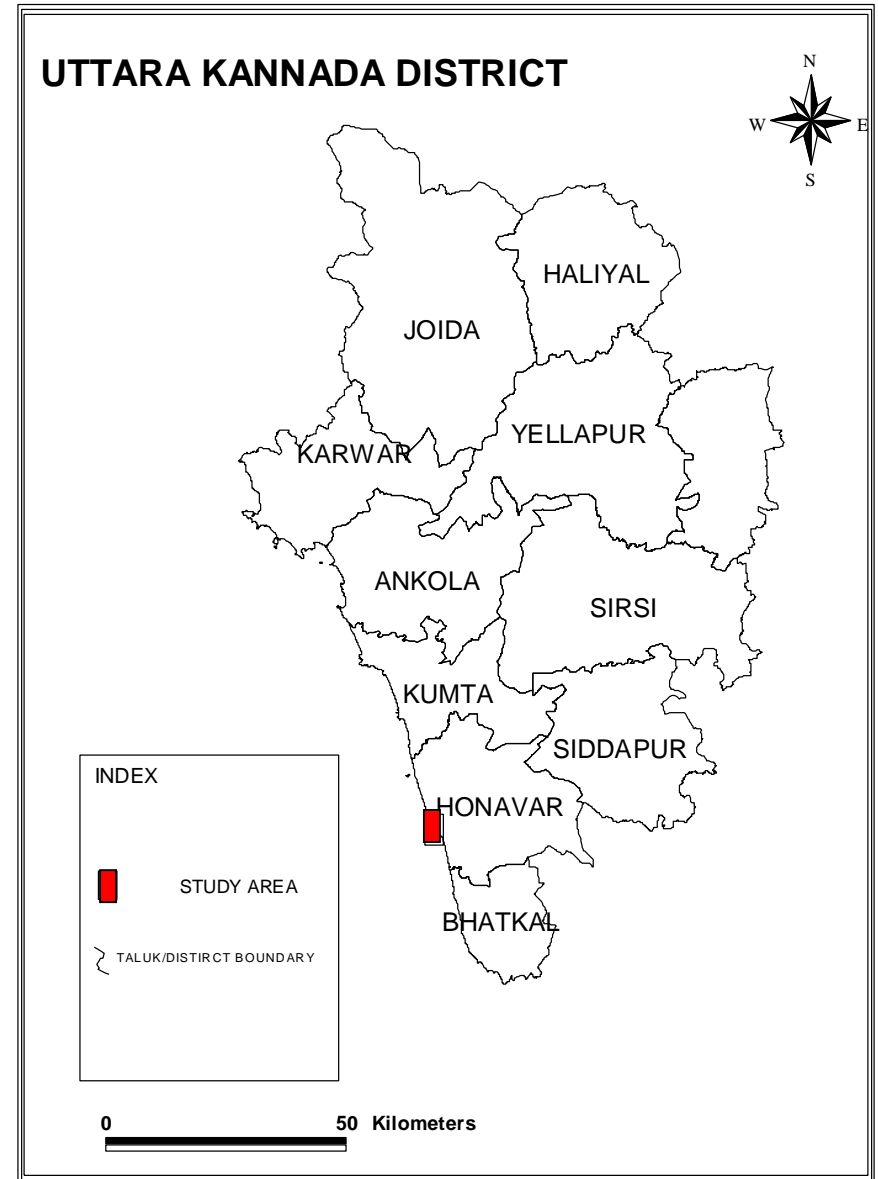 UTTARA KANNADA DISTRICT
N
W
E
S
HALIYAL
JOIDA
YELLAPUR
KARWAR
ANKOLA
SIRSI
KUMTA
SIDDAPUR
HONAVAR
BHATKAL
INDEX
STUDY AREA
TALUK/DISTIRCT BOUNDARY
0 50 Kilometers